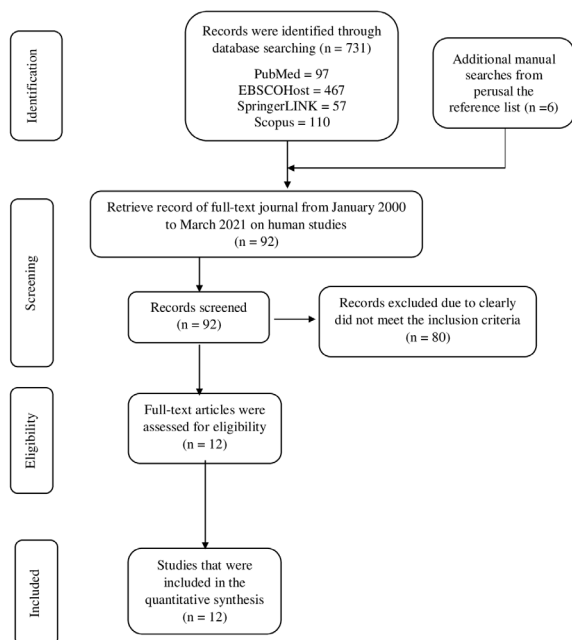 Identification
Records were identified through
database searching (n = 731)
PubMed = 97
EBSCOHost = 467
SpringerLINK = 57
Scopus = 110
Additional manual
searches from
perusal the
reference list (n =6)
Screening
Retrieve record of full-text journal from January 2000
to March 2021 on human studies
(n = 92)
Records screened
(n = 92)
Records excluded due to clearly
did not meet the inclusion criteria
(n = 80)
Eligibility
Full-text articles were
assessed for eligibility
(n = 12)
Included
Studies that were
included in the
quantitative synthesis
(n = 12)